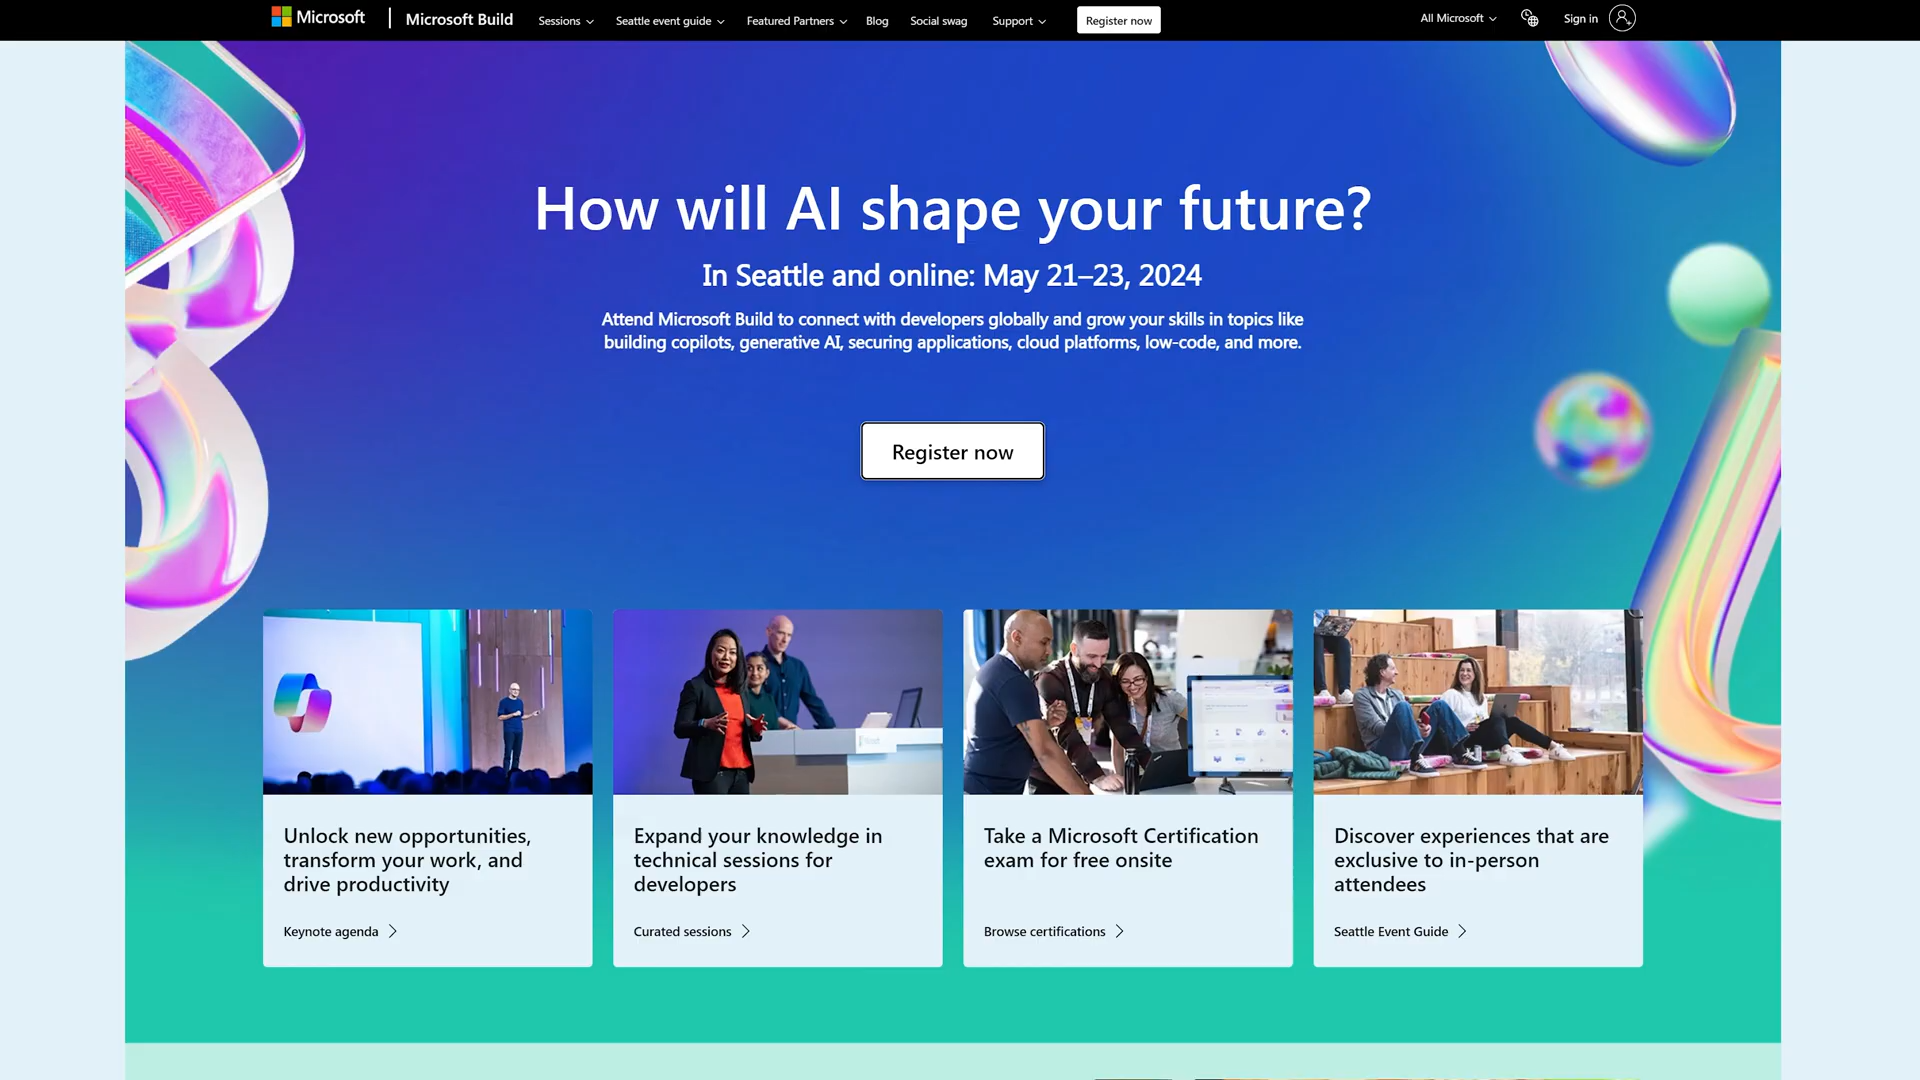 Microsoft
Microsoft Build
Sessions
Seattle event guide
Featured Partners
Blog
Social swag
Support
Register now
All Microsoft
Sign in
How will AI shape your future?
In Seattle and online: May 21–23, 2024
Attend Microsoft Build to connect with developers globally and grow your skills in topics like
building copilots, generative AI, securing applications, cloud platforms, low-code, and more.
Register now
Unlock new opportunities,
transform your work, and
drive productivity
Keynote agenda
Expand your knowledge in
technical sessions for
developers
Curated sessions
Take a Microsoft Certification
exam for free onsite
Browse certifications
Discover experiences that are
exclusive to in-person
attendees
Seattle Event Guide